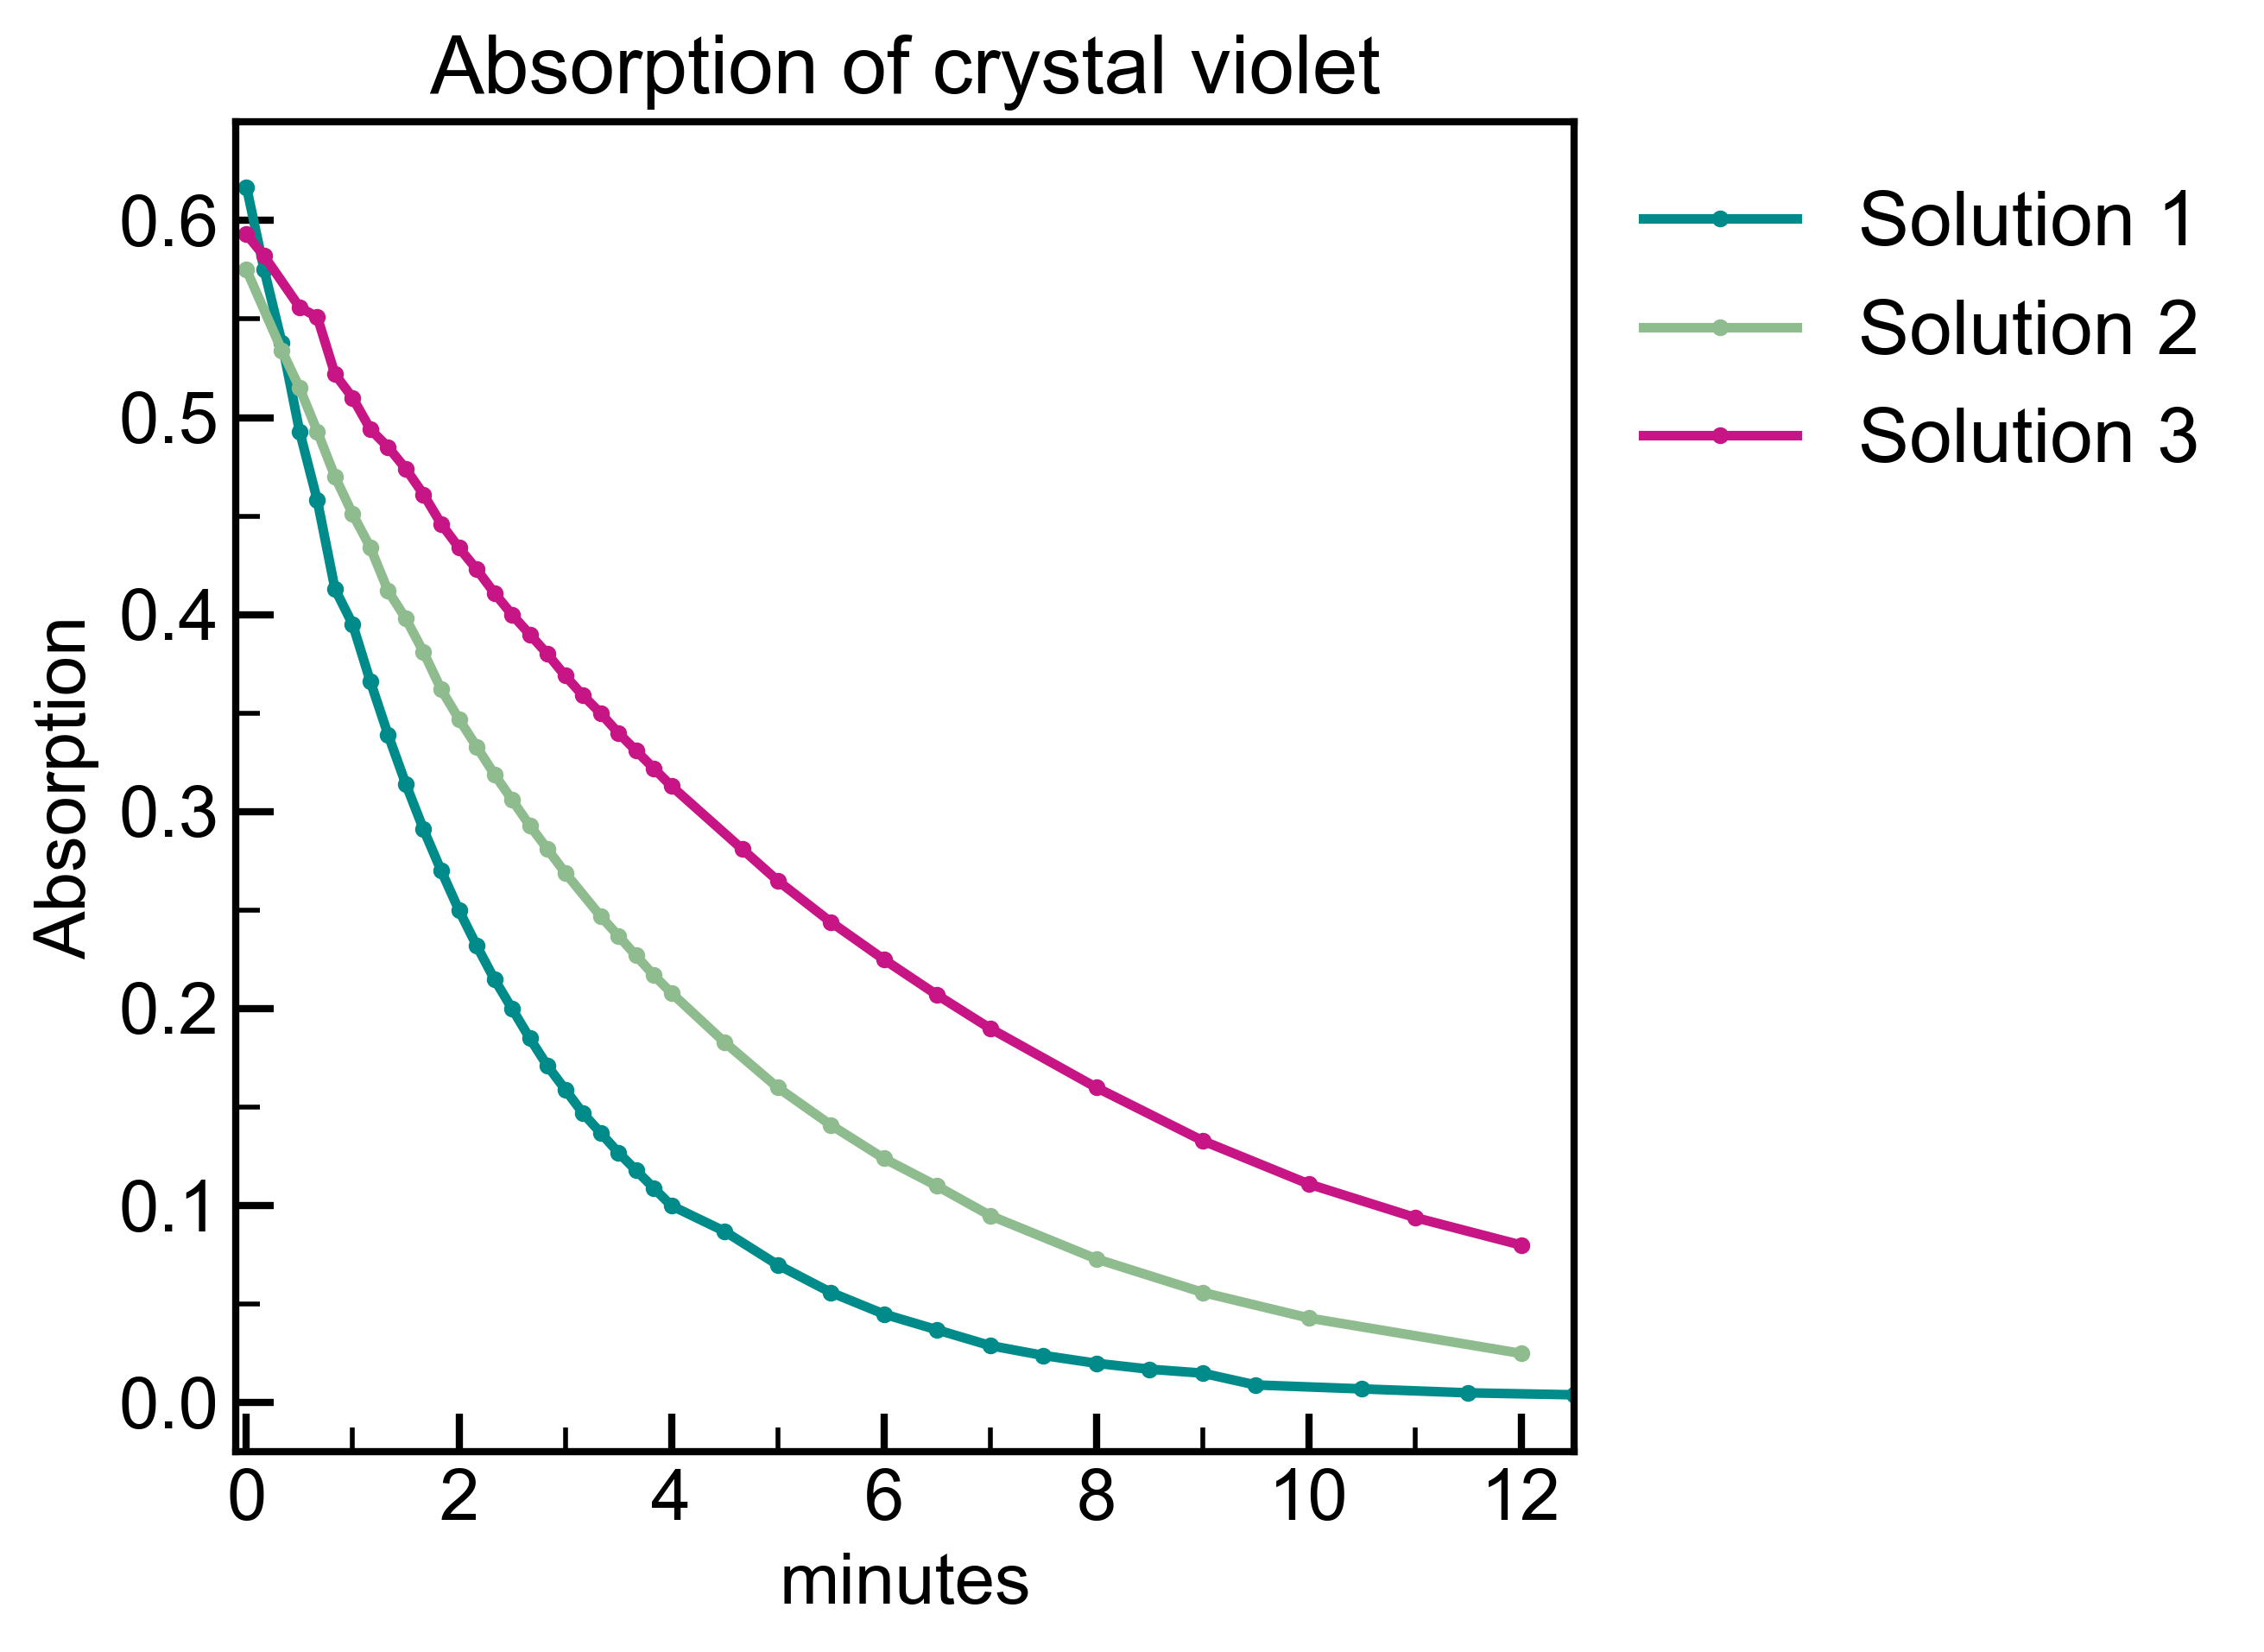 Absorption of crystal violet
Solution 1
Solution 2
Solution 3
Absorption
0.6
0.5
0.4
0.3
0.2
0.1
0.0
0 2 4 6 8 10 12
minutes